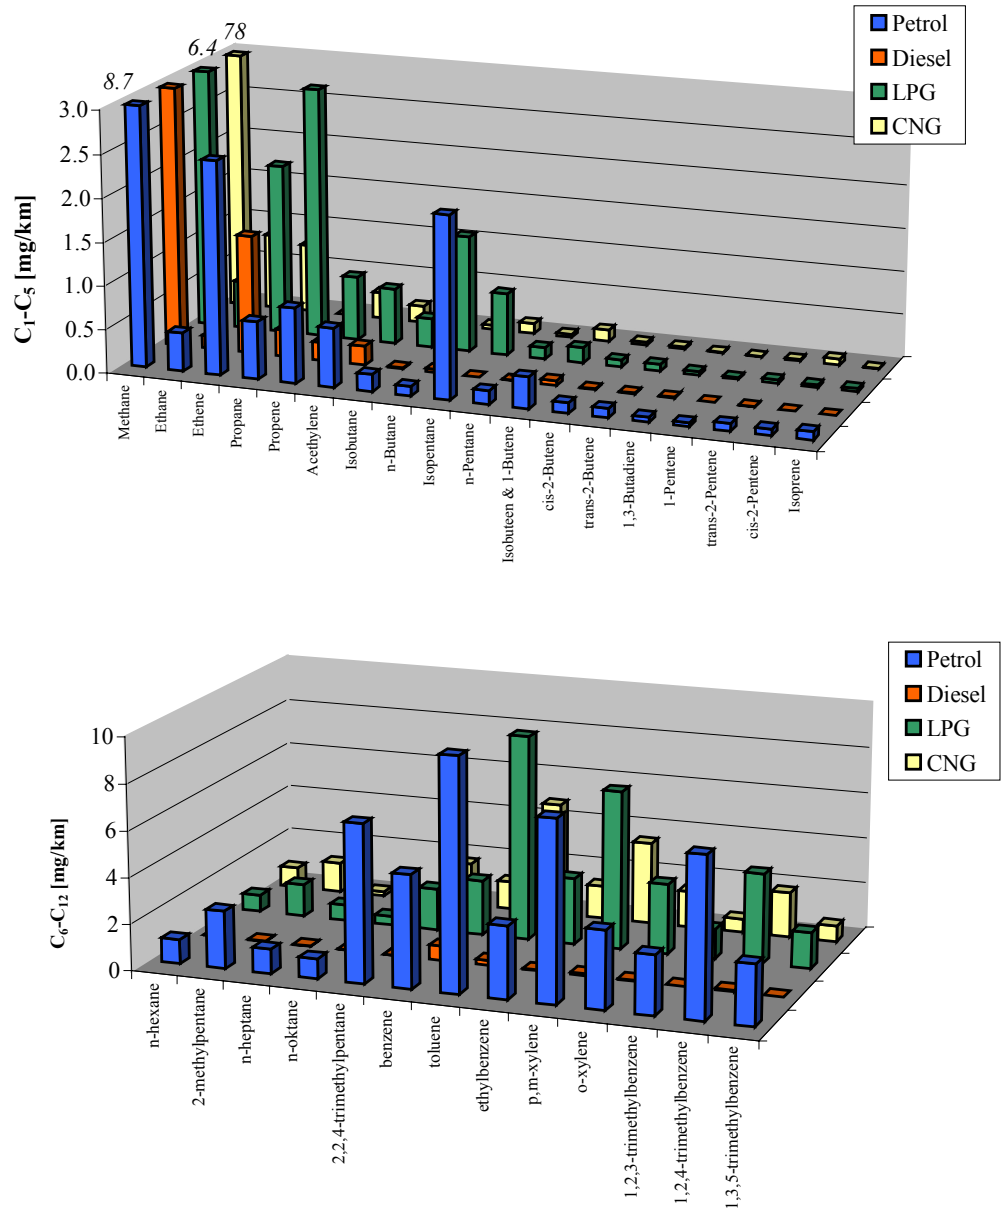 8.7
6.4
78
Petrol
Diesel
LPG
CNG
C₁-C₅ [mg/km]
3.0
2.5
2.0
1.5
1.0
0.5
0.0
Methane
Ethane
Ethene
Propane
Propene
Acethylene
Isobutane
n-Butane
Isopentane
n-Pentane
Isobuteen & 1-Butene
cis-2-Butene
trans-2-Butene
1,3-Butadiene
1-Pentene
trans-2-Pentene
cis-2-Pentene
Isoprene
Petrol
Diesel
LPG
CNG
C₆-C₁₂ [mg/km]
10
8
6
4
2
0
n-hexane
2-methylpentane
n-heptane
n-oktane
2,2,4-trimethylpentane
benzene
toluene
ethylbenzene
p,m-xylene
o-xylene
1,2,3-trimethylbenzene
1,2,4-trimethylbenzene
1,3,5-trimethylbenzene